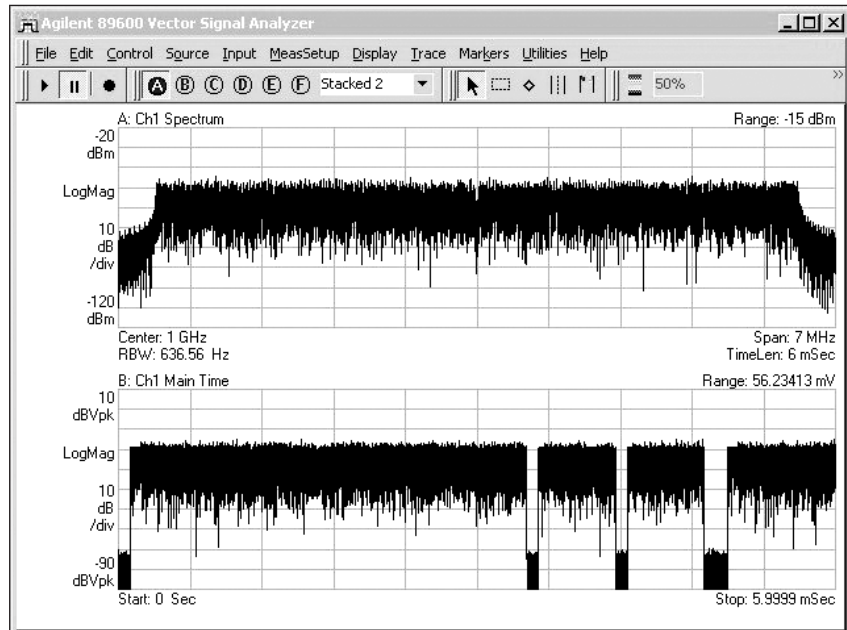 Agilent 89600 Vector Signal Analyzer
File Edit Control Source Input MeasSetup Display Trace Markers Utilities Help
A B C D E F Stacked 2 50%
A: Ch1 Spectrum Range: -15 dBm
-20
dBm
LogMag
10
dB
/div
-120
dBm
Center: 1 GHz Span: 7 MHz
RBW: 636.56 Hz TimeLen: 6 mSec
B: Ch1 Main Time Range: 56.23413 mV
10
dBVpk
LogMag
10
dB
/div
-90
dBVpk
Start: 0 Sec Stop: 5.9999 mSec